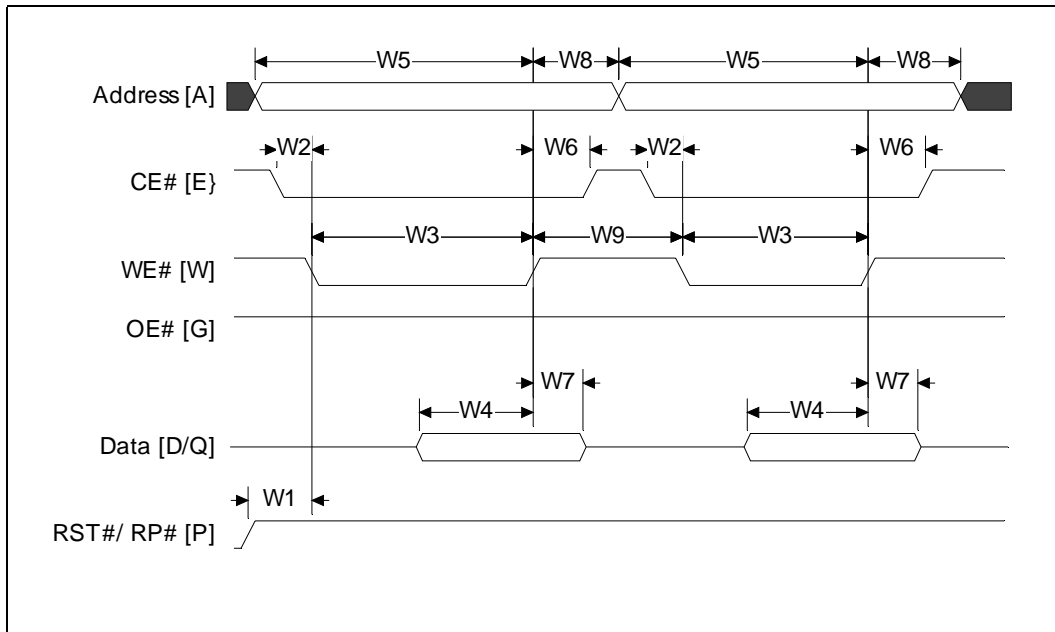 W5 W8 W5 W8
Address [A]
W2 W6 W2 W6
CE# [E}
W3 W9 W3
WE# [W]
OE# [G]
W7 W7
W4 W4
Data [D/Q]
W1
RST#/ RP# [P]